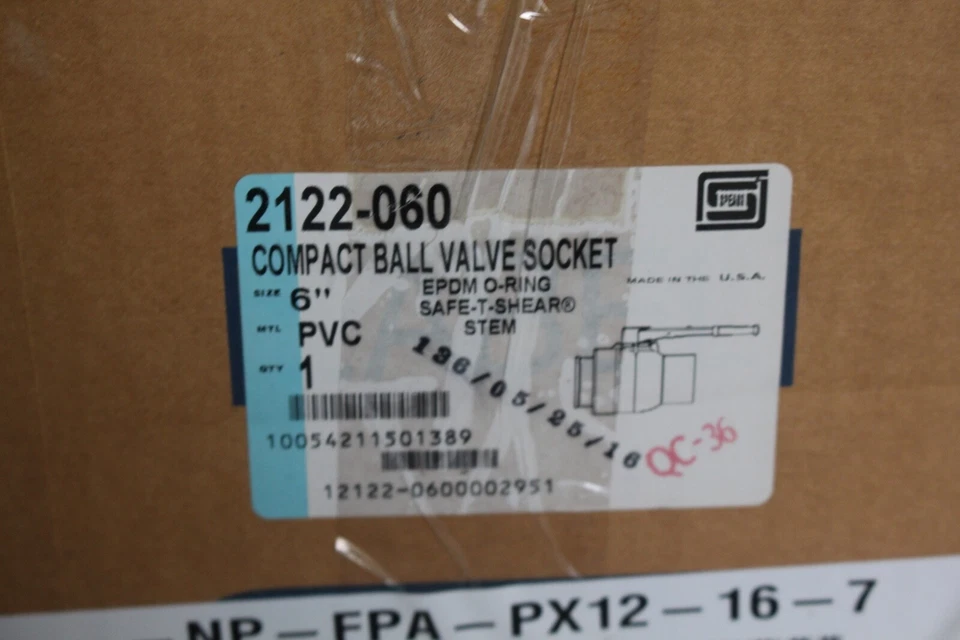 2122-060
SPEARS
COMPACT BALL VALVE SOCKET
MADE IN THE U.S.A.
SIZE 6" EPDM O-RING
SAFE-T-SHEAR®
MTL PVC STEM
QTY 1
136/05/25/16
10054211501389
QC-36
12122-0600002951
NP-FPA-PX12-16-7